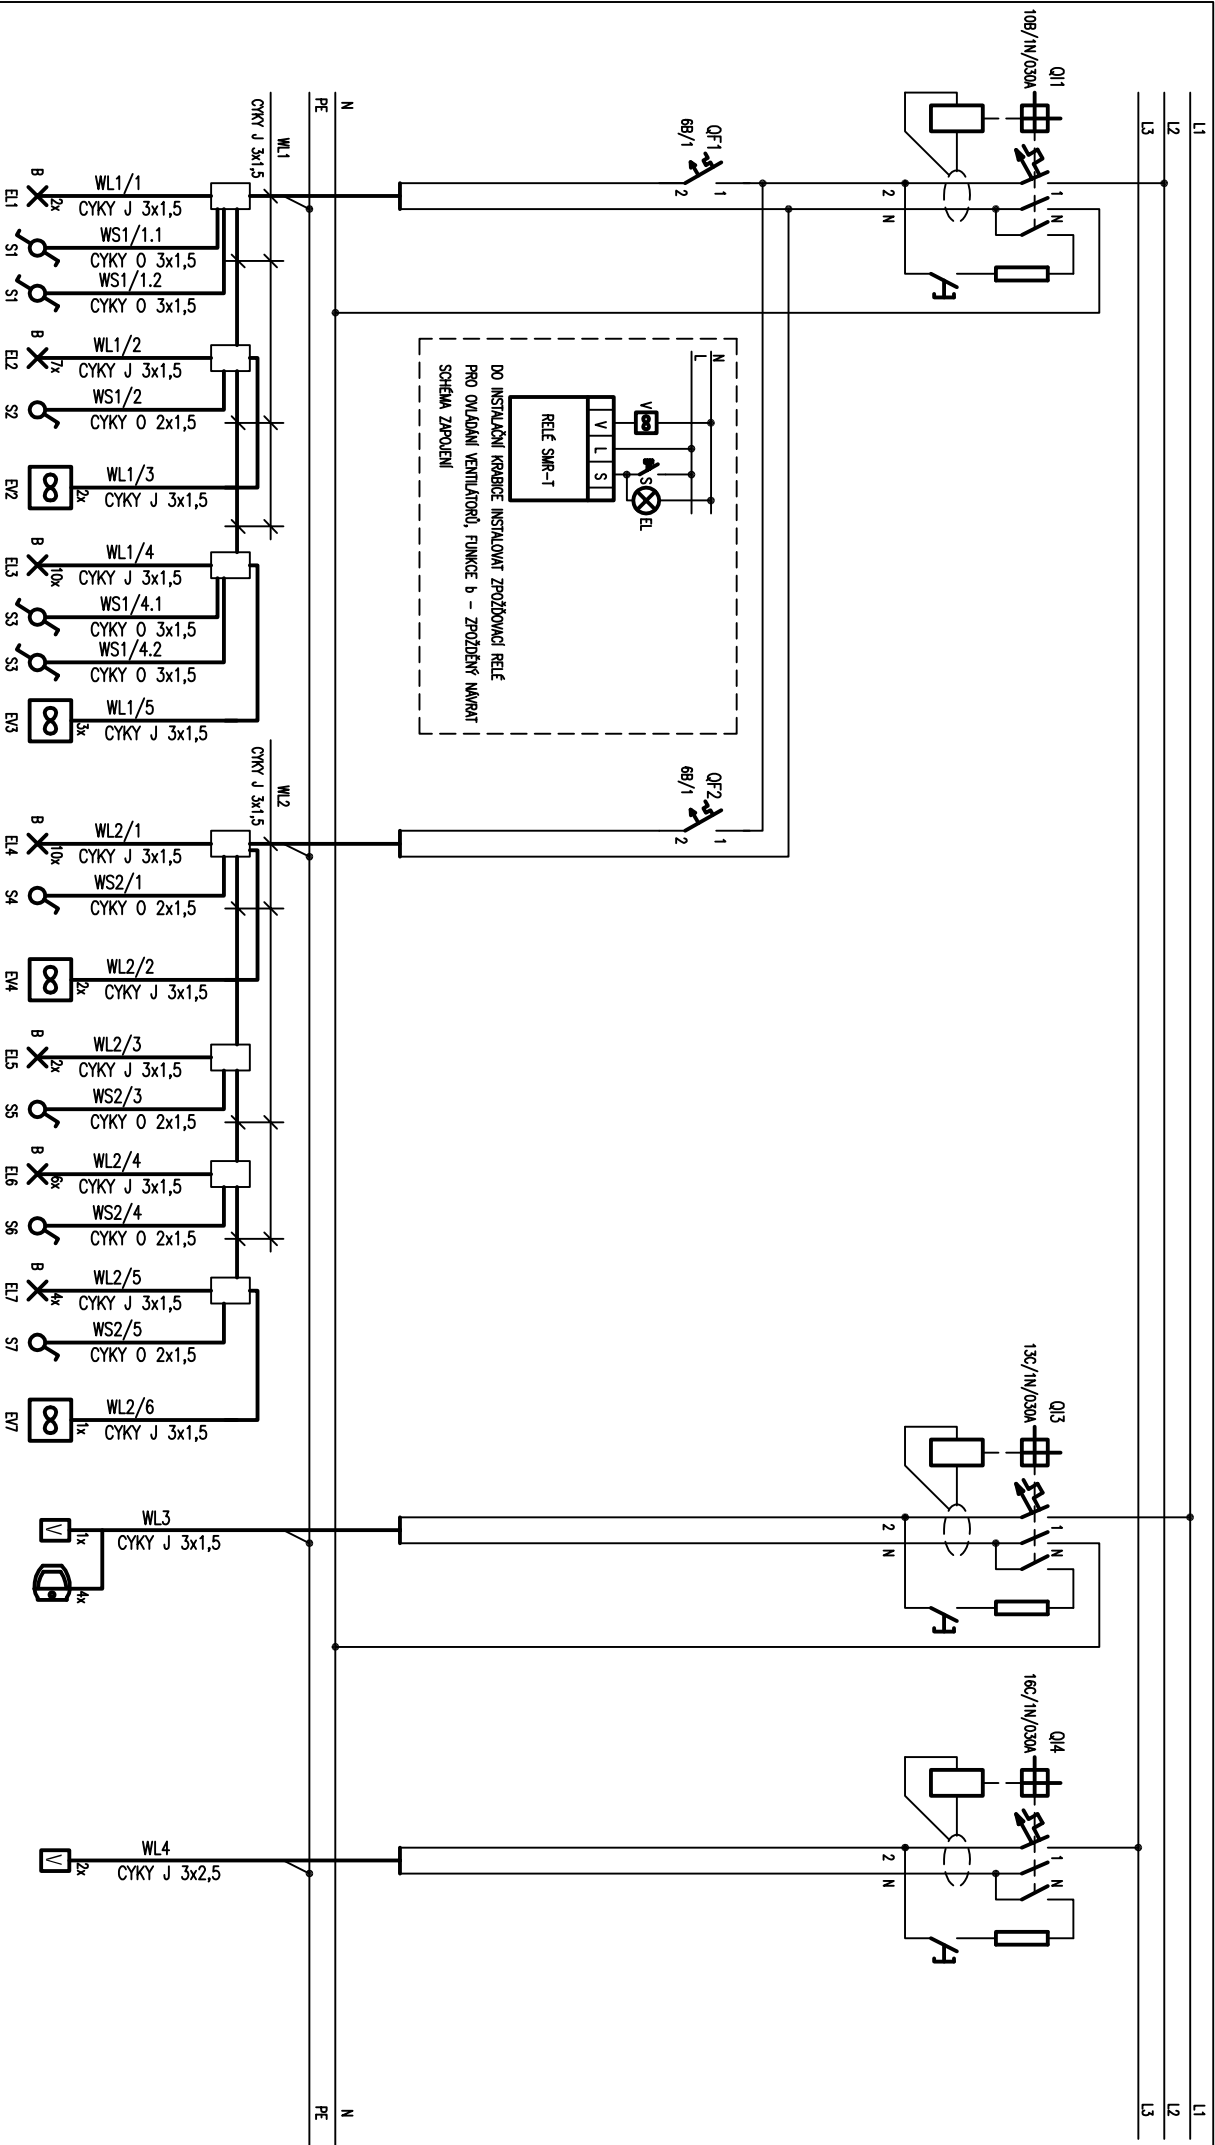 L1
L2
L3
QI1
10B/1N/030A
1
N
2
N
QI3
13C/1N/030A
1
N
2
N
QI4
16C/1N/030A
1
N
2
N
L1
L2
L3
QF1
6B/1
1
2
QF2
6B/1
1
2
N
L
V
S
EL
V
L
S
RELÉ SMR-T
DO INSTALAČNÍ KRABICE INSTALOVAT ZPOŽĎOVACÍ RELÉ
PRO OVLÁDÁNÍ VENTILÁTORŮ, FUNKCE b - ZPOŽDĚNÝ NÁVRAT
SCHÉMA ZAPOJENÍ
N
PE
N
PE
WL1
CYKY J 3x1,5
WL2
CYKY J 3x1,5
WL1/1
CYKY J 3x1,5
2x
B
EL1
WS1/1.1
CYKY O 3x1,5
S1
WS1/1.2
CYKY O 3x1,5
S1
WL1/2
CYKY J 3x1,5
7x
B
EL2
WS1/2
CYKY O 2x1,5
S2
WL1/3
CYKY J 3x1,5
2x
EV2
WL1/4
CYKY J 3x1,5
10x
B
EL3
WS1/4.1
CYKY O 3x1,5
S3
WS1/4.2
CYKY O 3x1,5
S3
WL1/5
CYKY J 3x1,5
3x
EV3
WL2/1
CYKY J 3x1,5
10x
B
EL4
WS2/1
CYKY O 2x1,5
S4
WL2/2
CYKY J 3x1,5
2x
EV4
WL2/3
CYKY J 3x1,5
2x
B
EL5
WS2/3
CYKY O 2x1,5
S5
WL2/4
CYKY J 3x1,5
6x
B
EL6
WS2/4
CYKY O 2x1,5
S6
WL2/5
CYKY J 3x1,5
4x
B
EL7
WS2/5
CYKY O 2x1,5
S7
WL2/6
CYKY J 3x1,5
1x
EV7
WL3
CYKY J 3x1,5
1x
V
4x
WL4
CYKY J 3x2,5
2x
V